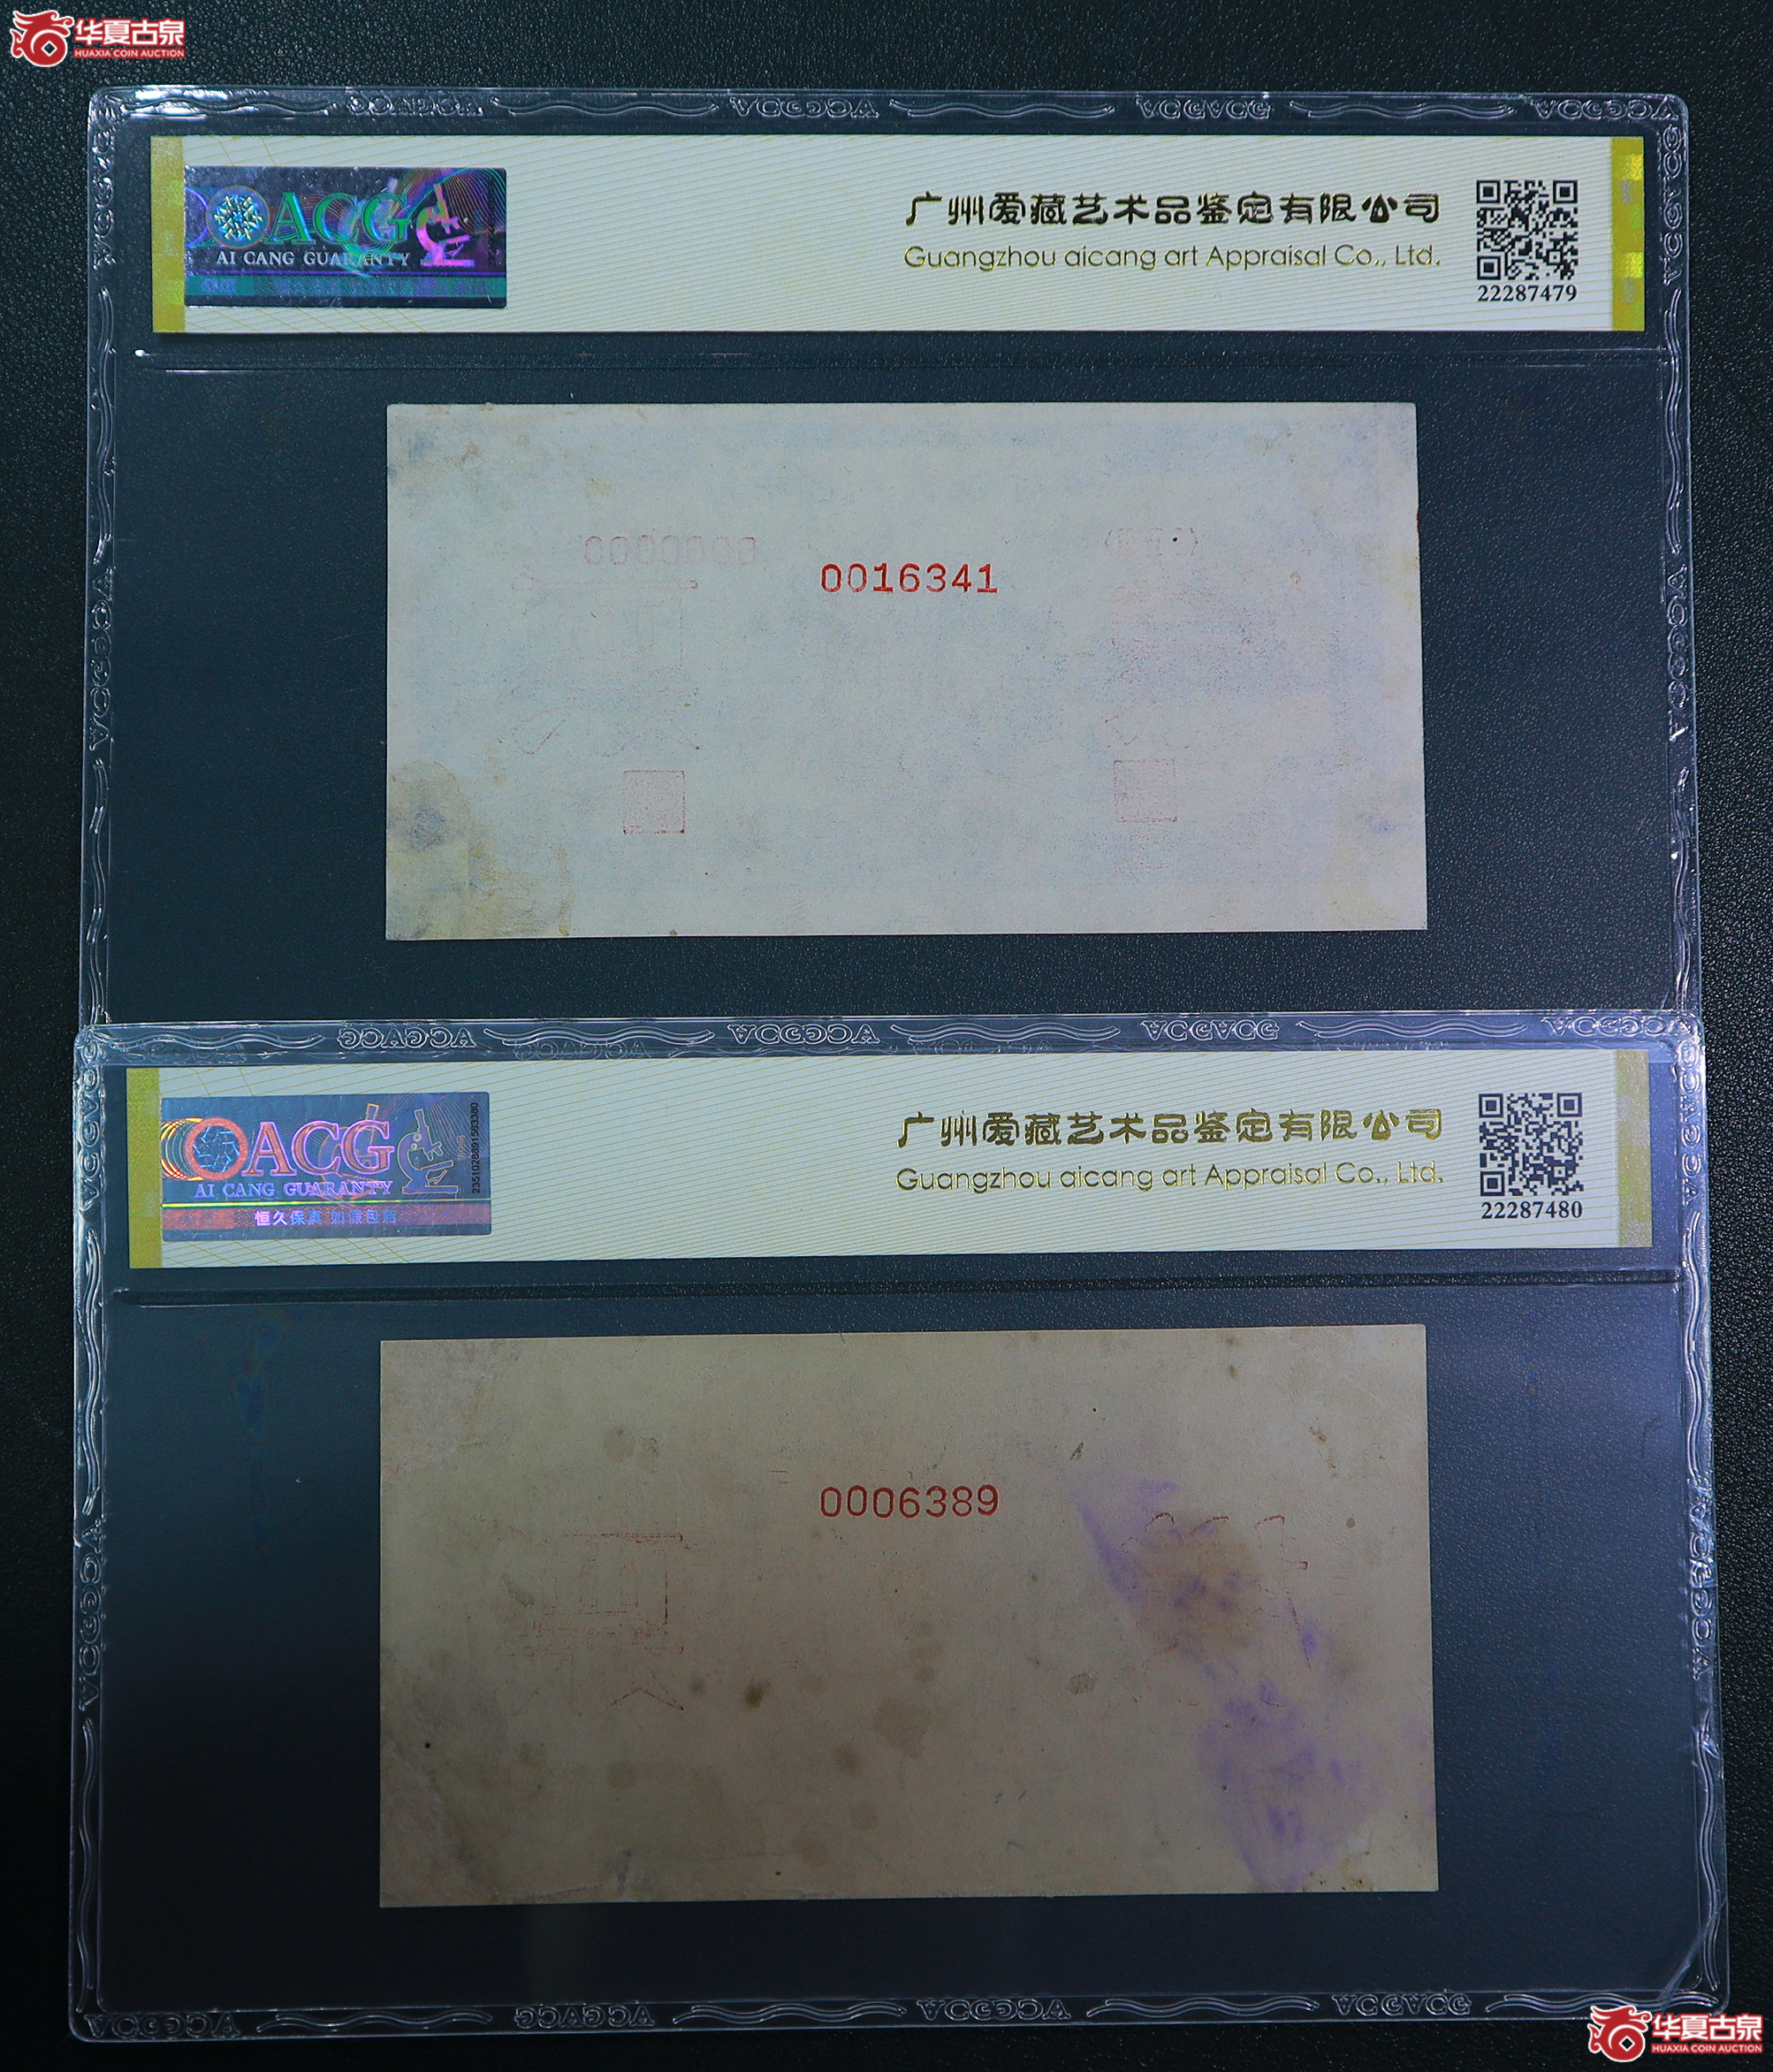 华夏古泉
HUAXIA COIN AUCTION
ACG
AI CANG GUARANTY
广州爱藏艺术品鉴定有限公司
Guangzhou aicang art Appraisal Co., Ltd.
22287479
0000000
0016341
ACG
AI CANG GUARANTY
恒久保真 如假包赔
广州爱藏艺术品鉴定有限公司
Guangzhou aicang art Appraisal Co., Ltd.
22287480
0006389
华夏古泉
HUAXIA COIN AUCTION